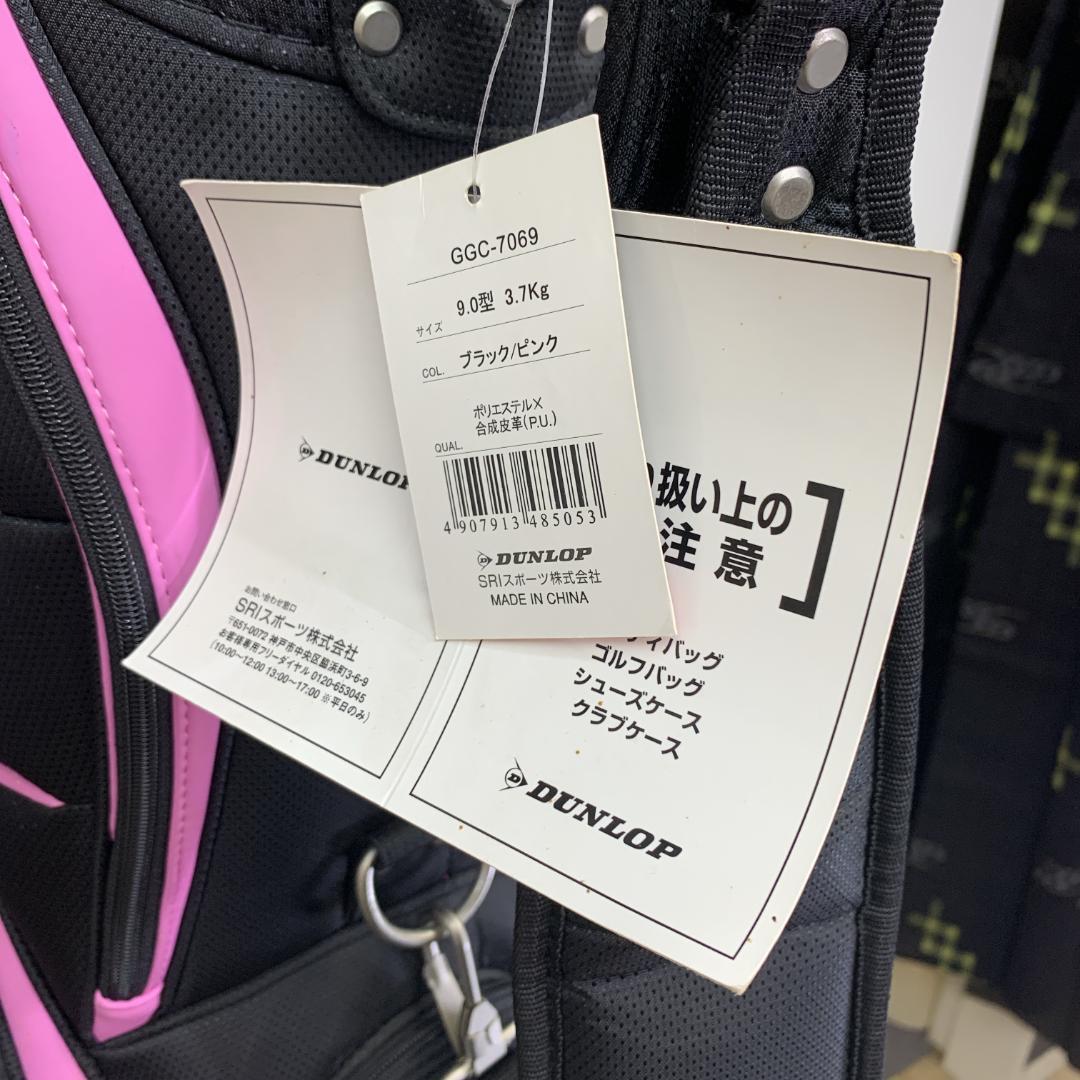 GGC-7069
サイズ 9.0型 3.7Kg
COL. ブラック/ピンク
ポリエステル×
合成皮革(P.U.)
QUAL.
4 907913 485053
DUNLOP
SRIスポーツ株式会社
MADE IN CHINA
DUNLOP
お問い合わせ窓口
SRIスポーツ株式会社
〒651-0072 神戸市中央区脇浜町3-6-9
お客様専用フリーダイヤル 0120-653045
(10:00~12:00 13:00~17:00 ※平日のみ)
扱い上の
注意]
ィバッグ
ゴルフバッグ
シューズケース
クラブケース
DUNLOP